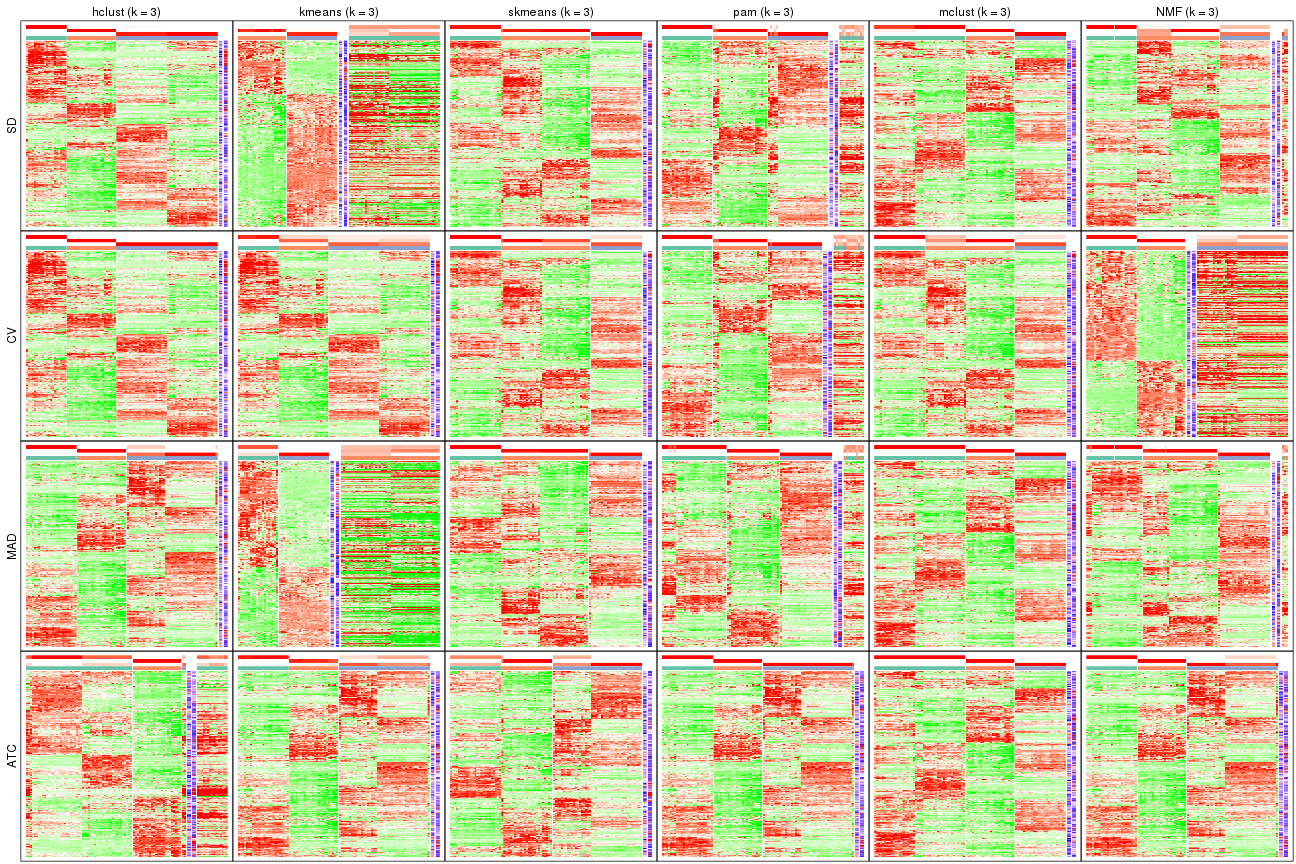 hclust (k = 3) kmeans (k = 3) skmeans (k = 3) pam (k = 3) mclust (k = 3) NMF (k = 3)
SD
CV
MAD
ATC